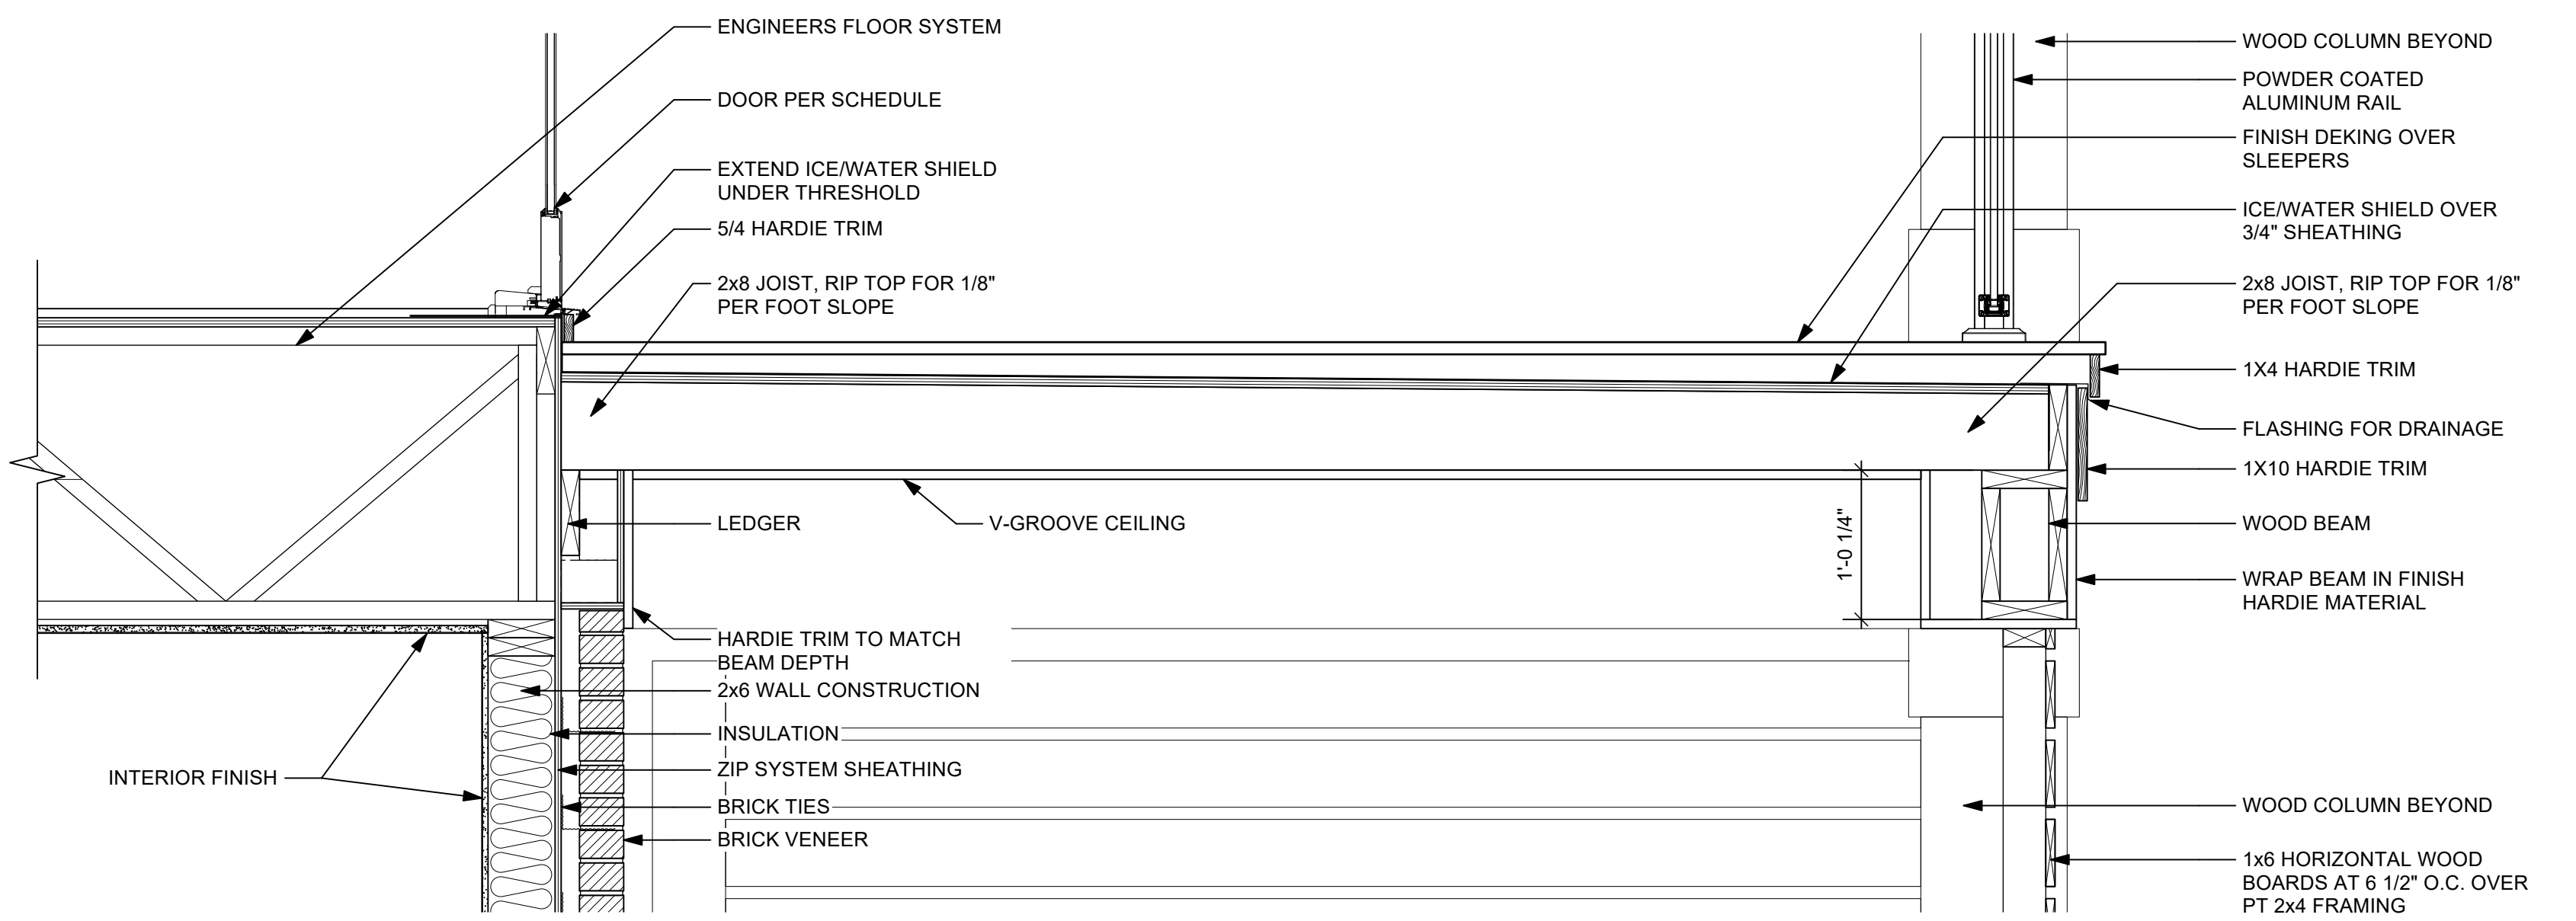 ENGINEERS FLOOR SYSTEM
DOOR PER SCHEDULE
EXTEND ICE/WATER SHIELD
UNDER THRESHOLD
5/4 HARDIE TRIM
2x8 JOIST, RIP TOP FOR 1/8"
PER FOOT SLOPE
LEDGER
V-GROOVE CEILING
HARDIE TRIM TO MATCH
BEAM DEPTH
2x6 WALL CONSTRUCTION
INSULATION
ZIP SYSTEM SHEATHING
BRICK TIES
BRICK VENEER
INTERIOR FINISH
1'-0 1/4"
WOOD COLUMN BEYOND
POWDER COATED
ALUMINUM RAIL
FINISH DEKING OVER
SLEEPERS
ICE/WATER SHIELD OVER
3/4" SHEATHING
2x8 JOIST, RIP TOP FOR 1/8"
PER FOOT SLOPE
1X4 HARDIE TRIM
FLASHING FOR DRAINAGE
1X10 HARDIE TRIM
WOOD BEAM
WRAP BEAM IN FINISH
HARDIE MATERIAL
WOOD COLUMN BEYOND
1x6 HORIZONTAL WOOD
BOARDS AT 6 1/2" O.C. OVER
PT 2x4 FRAMING